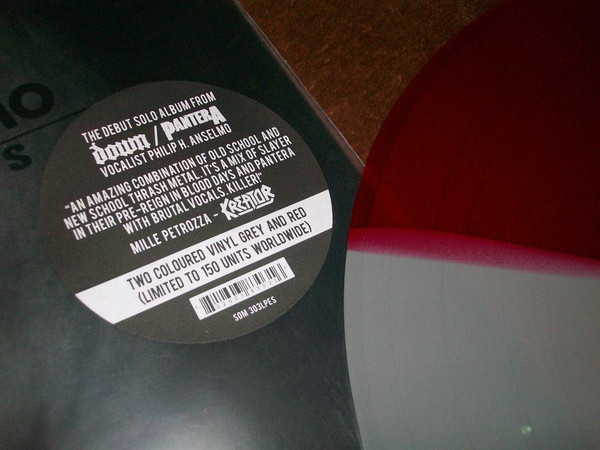 THE DEBUT SOLO ALBUM FROM
DOWN / PANTERA
VOCALIST PHILIP H. ANSELMO
"AN AMAZING COMBINATION OF OLD SCHOOL AND
NEW SCHOOL THRASH METAL. IT'S A MIX OF SLAYER
IN THEIR PRE-REIGN IN BLOOD DAYS AND PANTERA
WITH BRUTAL VOCALS. KILLER!"
MILLE PETROZZA - KREATOR
TWO COLOURED VINYL GREY AND RED
(LIMITED TO 150 UNITS WORLDWIDE)
SOM 303LPES